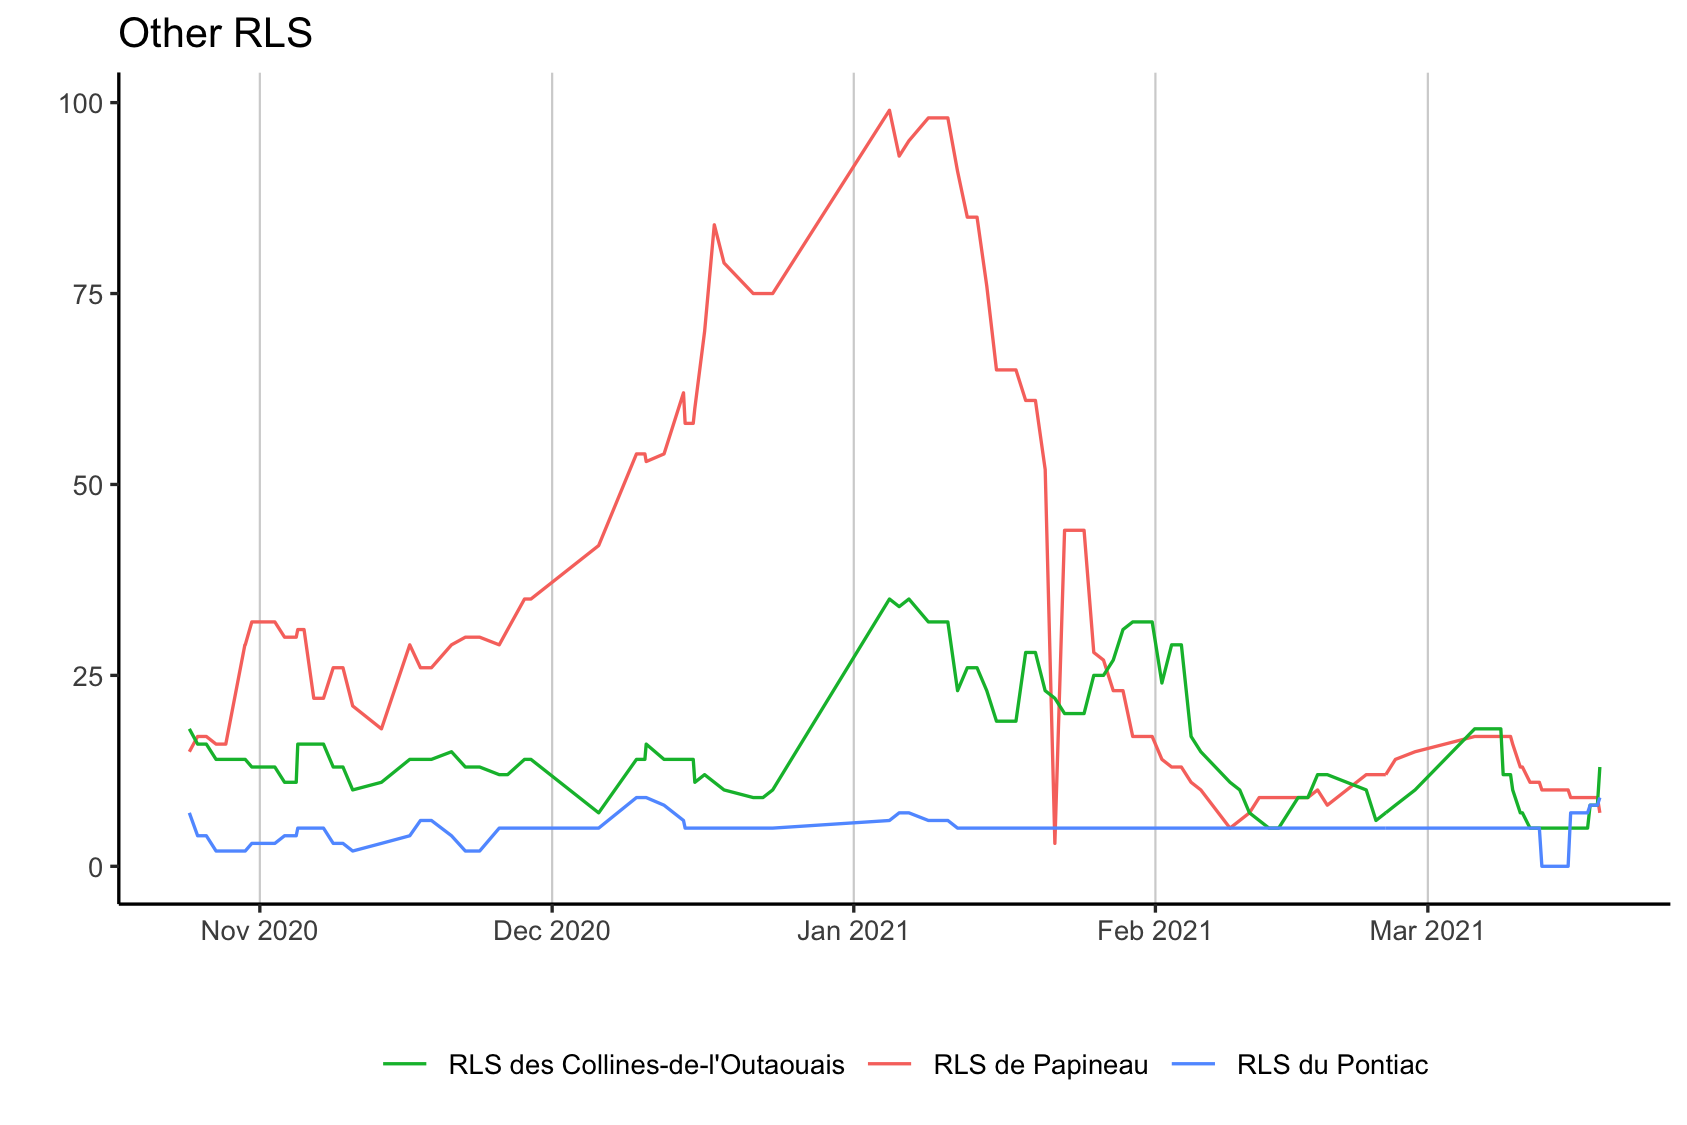 Other RLS
100
75
50
25
0
Nov 2020 Dec 2020 Jan 2021 Feb 2021 Mar 2021
RLS des Collines-de-l'Outaouais RLS de Papineau RLS du Pontiac